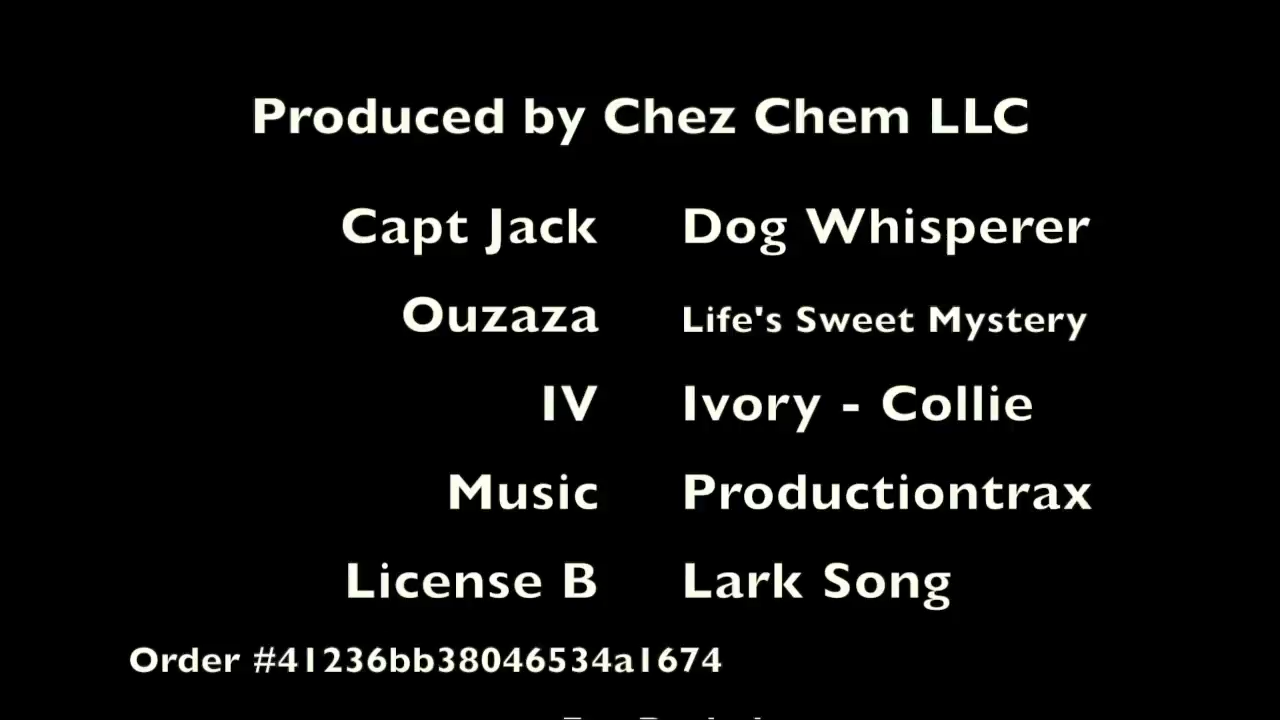 Produced by Chez Chem LLC
Capt Jack Dog Whisperer
Ouzaza Life's Sweet Mystery
IV Ivory - Collie
Music Productiontrax
License B Lark Song
Order #41236bb38046534a1674